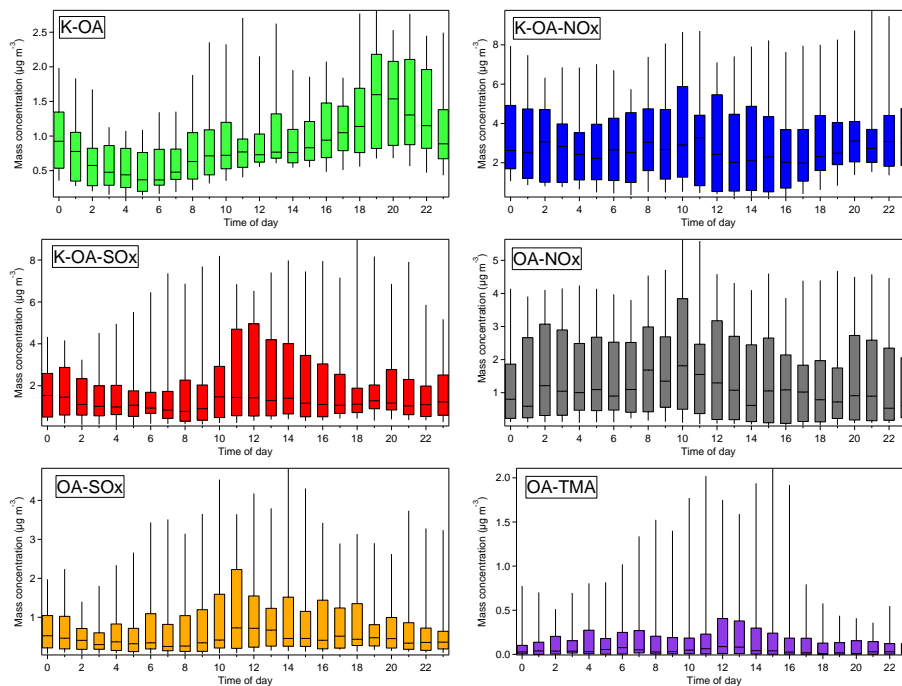 K-OA
Mass concentration (µg m⁻³)
2.5
2.0
1.5
1.0
0.5
0 2 4 6 8 10 12 14 16 18 20 22
Time of day
K-OA-NOx
Mass concentration (µg m⁻³)
8
6
4
2
0 2 4 6 8 10 12 14 16 18 20 22
Time of day
K-OA-SOx
Mass concentration (µg m⁻³)
8
6
4
2
0 2 4 6 8 10 12 14 16 18 20 22
Time of day
OA-NOx
Mass concentration (µg m⁻³)
5
4
3
2
1
0
0 2 4 6 8 10 12 14 16 18 20 22
Time of day
OA-SOx
Mass concentration (µg m⁻³)
4
3
2
1
0 2 4 6 8 10 12 14 16 18 20 22
Time of day
OA-TMA
Mass concentration (µg m⁻³)
2.0
1.5
1.0
0.5
0.0
0 2 4 6 8 10 12 14 16 18 20 22
Time of day